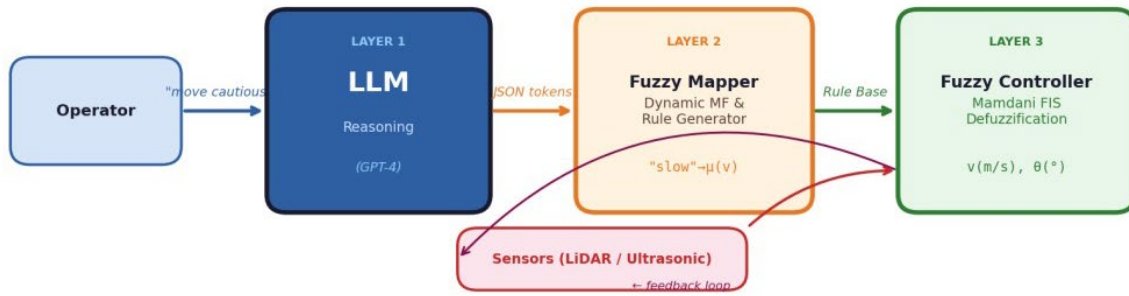 Operator
"move cautious
LAYER 1
LLM
Reasoning
(GPT-4)
JSON tokens
LAYER 2
Fuzzy Mapper
Dynamic MF &
Rule Generator
"slow"→μ(v)
Rule Base
LAYER 3
Fuzzy Controller
Mamdani FIS
Defuzzification
v(m/s), θ(°)
Sensors (LiDAR / Ultrasonic)
← feedback loop